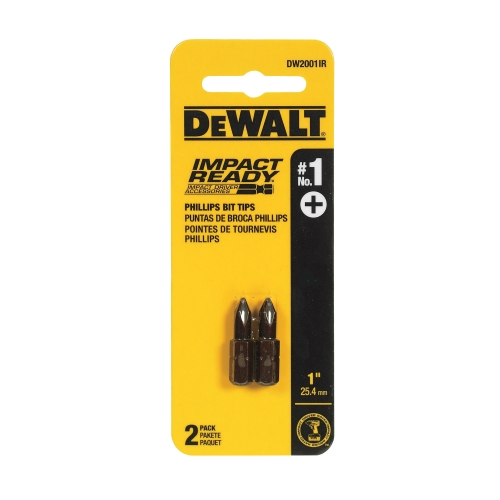 DW2001IR
DEWALT
IMPACT
READY
IMPACT DRIVER
ACCESSORIES
#1
No.
PHILLIPS BIT TIPS
PUNTAS DE BROCA PHILLIPS
POINTES DE TOURNEVIS
PHILLIPS
1"
25.4 mm
2 PACK
PAKETE
PAQUET